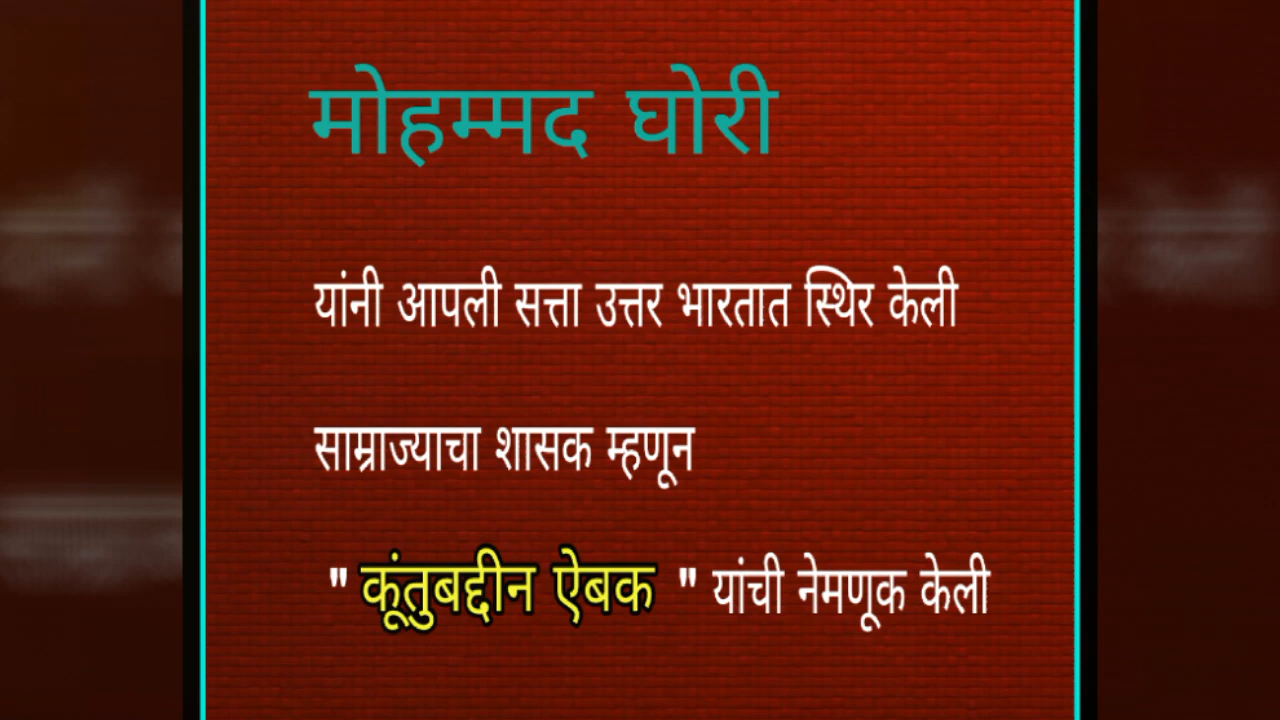 मोहम्मद घोरी
यांनी आपली सत्ता उत्तर भारतात स्थिर केली
साम्राज्याचा शासक म्हणून
" कूंतुबद्दीन ऐबक " यांची नेमणूक केली